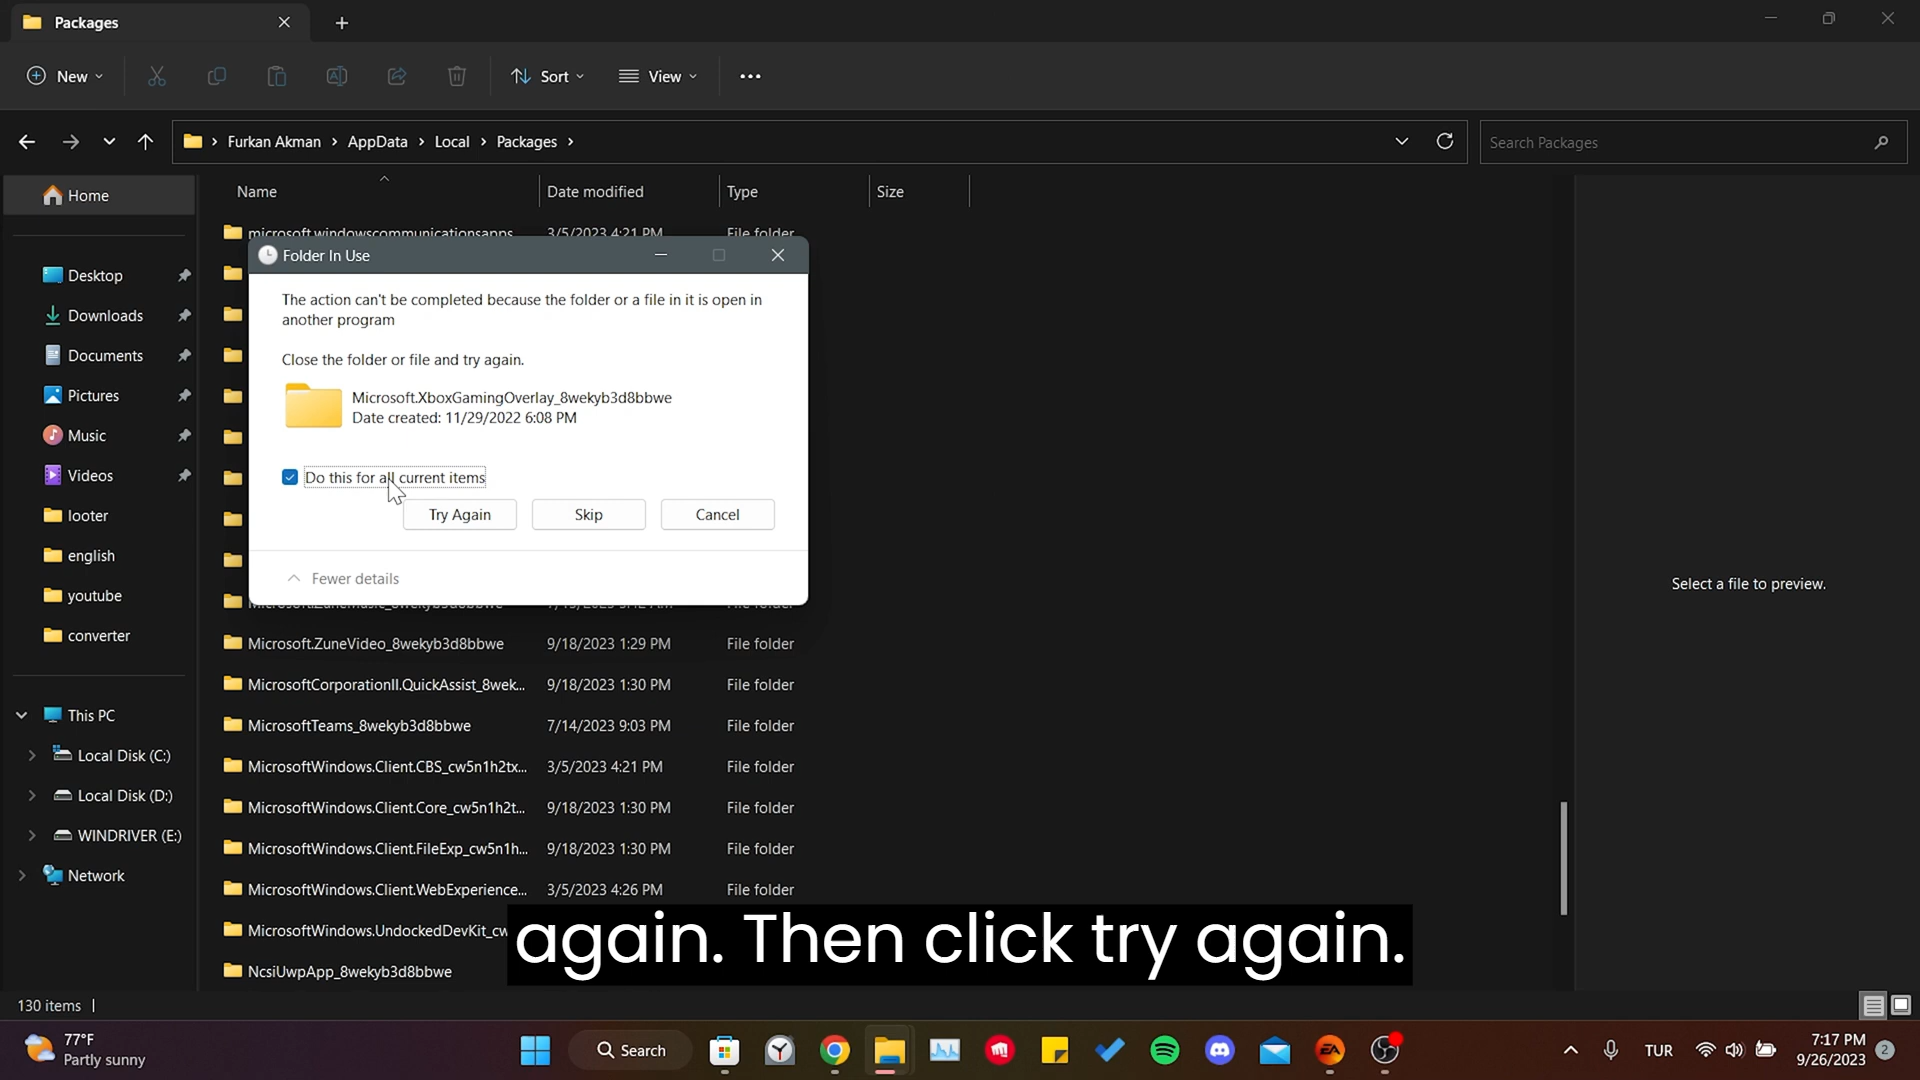 Packages
New
Sort
View
Furkan Akman
AppData
Local
Packages
Search Packages
Home
Name
Date modified
Type
Size
microsoft.windowscommunicationsapps
3/5/2023 4:21 PM
File folder
Folder In Use
The action can't be completed because the folder or a file in it is open in
another program
Close the folder or file and try again.
Microsoft.XboxGamingOverlay_8wekyb3d8bbwe
Date created: 11/29/2022 6:08 PM
Do this for all current items
Try Again
Skip
Cancel
Fewer details
Desktop
Downloads
Documents
Pictures
Music
Videos
looter
english
youtube
converter
This PC
Local Disk (C:)
Local Disk (D:)
WINDRIVER (E:)
Network
Microsoft.ZuneVideo_8wekyb3d8bbwe 9/18/2023 1:29 PM File folder
MicrosoftCorporationII.QuickAssist_8wek... 9/18/2023 1:30 PM File folder
MicrosoftTeams_8wekyb3d8bbwe 7/14/2023 9:03 PM File folder
MicrosoftWindows.Client.CBS_cw5n1h2tx... 3/5/2023 4:21 PM File folder
MicrosoftWindows.Client.Core_cw5n1h2t... 9/18/2023 1:30 PM File folder
MicrosoftWindows.Client.FileExp_cw5n1h... 9/18/2023 1:30 PM File folder
MicrosoftWindows.Client.WebExperience... 3/5/2023 4:26 PM File folder
MicrosoftWindows.UndockedDevKit_cw
NcsiUwpApp_8wekyb3d8bbwe
again. Then click try again.
Select a file to preview.
130 items
77°F
Partly sunny
Search
EA
TUR
7:17 PM
9/26/2023
2